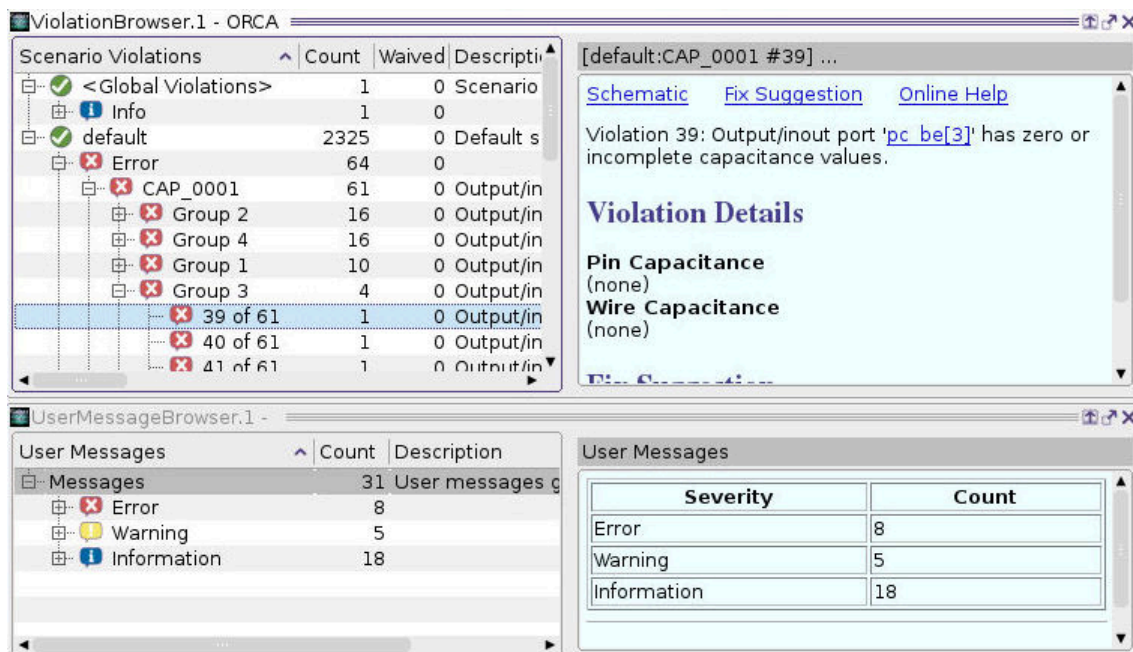 ViolationBrowser.1 - ORCA
Scenario Violations Count Waived Descripti
<Global Violations> 1 0 Scenario
Info 1 0
default 2325 0 Default s
Error 64 0
CAP_0001 61 0 Output/in
Group 2 16 0 Output/in
Group 4 16 0 Output/in
Group 1 10 0 Output/in
Group 3 4 0 Output/in
39 of 61 1 0 Output/in
40 of 61 1 0 Output/in
41 of 61 1 0 Output/in
[default:CAP_0001 #39] ...
Schematic Fix Suggestion Online Help
Violation 39: Output/inout port 'pc_be[3]' has zero or
incomplete capacitance values.
Violation Details
Pin Capacitance
(none)
Wire Capacitance
(none)
Fix Suggestion
UserMessageBrowser.1 -
User Messages Count Description
Messages 31 User messages g
Error 8
Warning 5
Information 18
User Messages
Severity Count
Error 8
Warning 5
Information 18